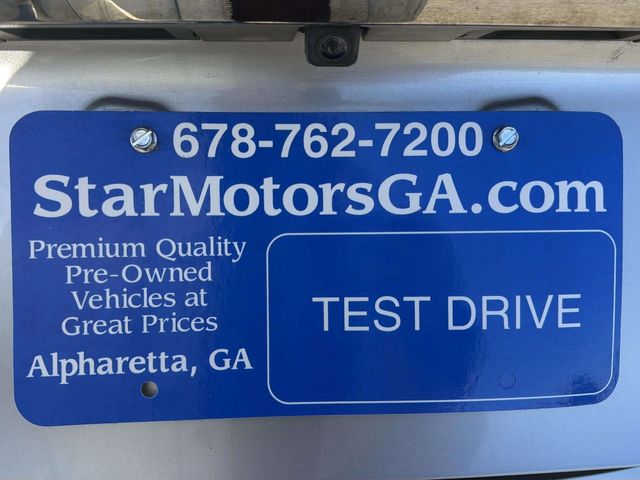 678-762-7200
StarMotorsGA.com
Premium Quality
Pre-Owned
Vehicles at
Great Prices
Alpharetta, GA
TEST DRIVE